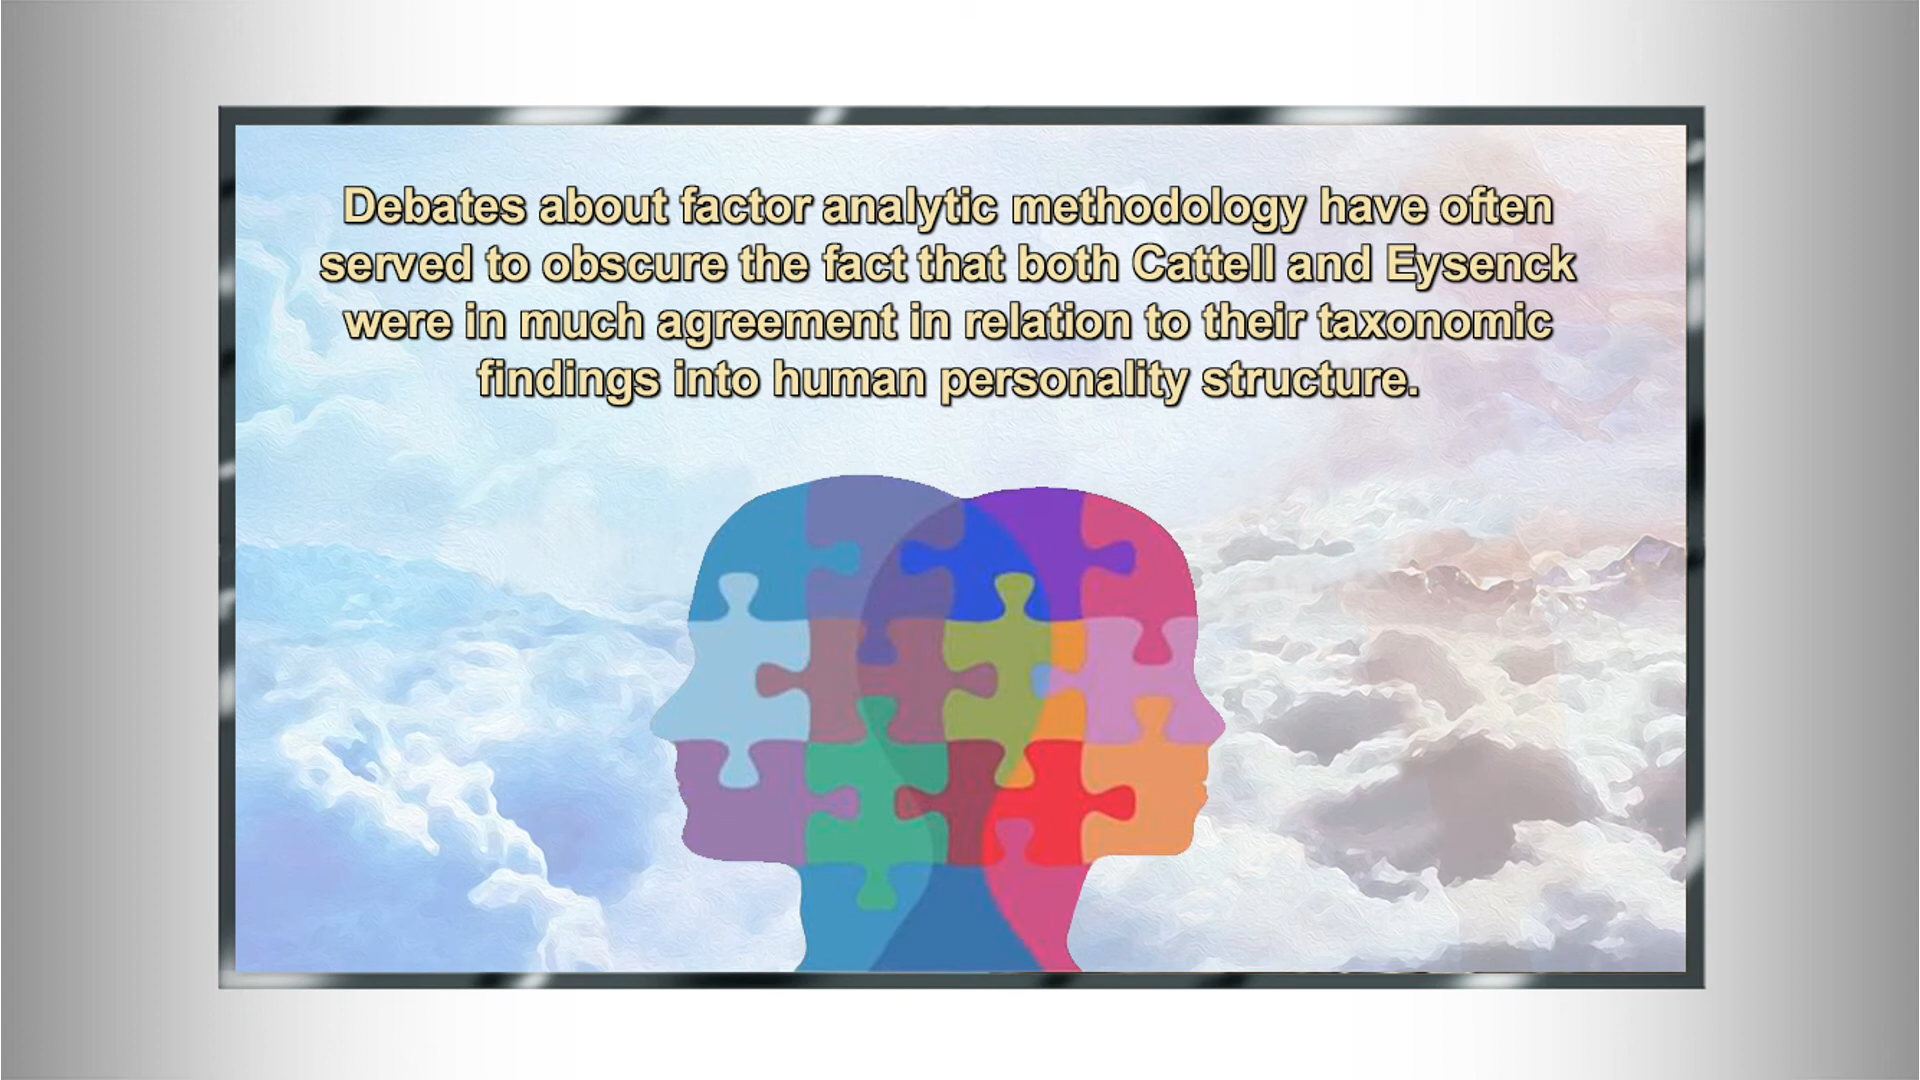 Debates about factor analytic methodology have often
served to obscure the fact that both Cattell and Eysenck
were in much agreement in relation to their taxonomic
findings into human personality structure.